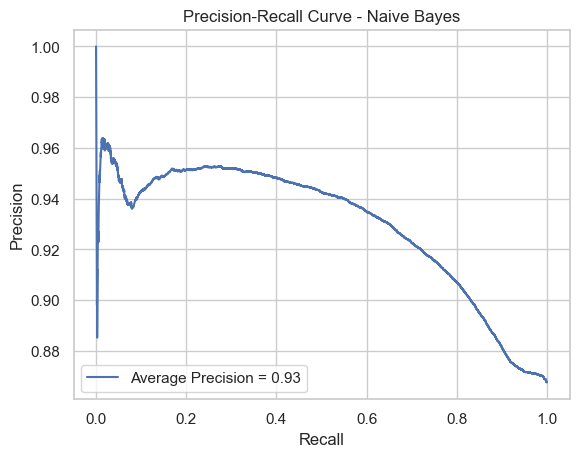 Precision-Recall Curve - Naive Bayes
1.00
0.98
0.96
0.94
0.92
0.90
0.88
Precision
Average Precision = 0.93
0.0 0.2 0.4 0.6 0.8 1.0
Recall